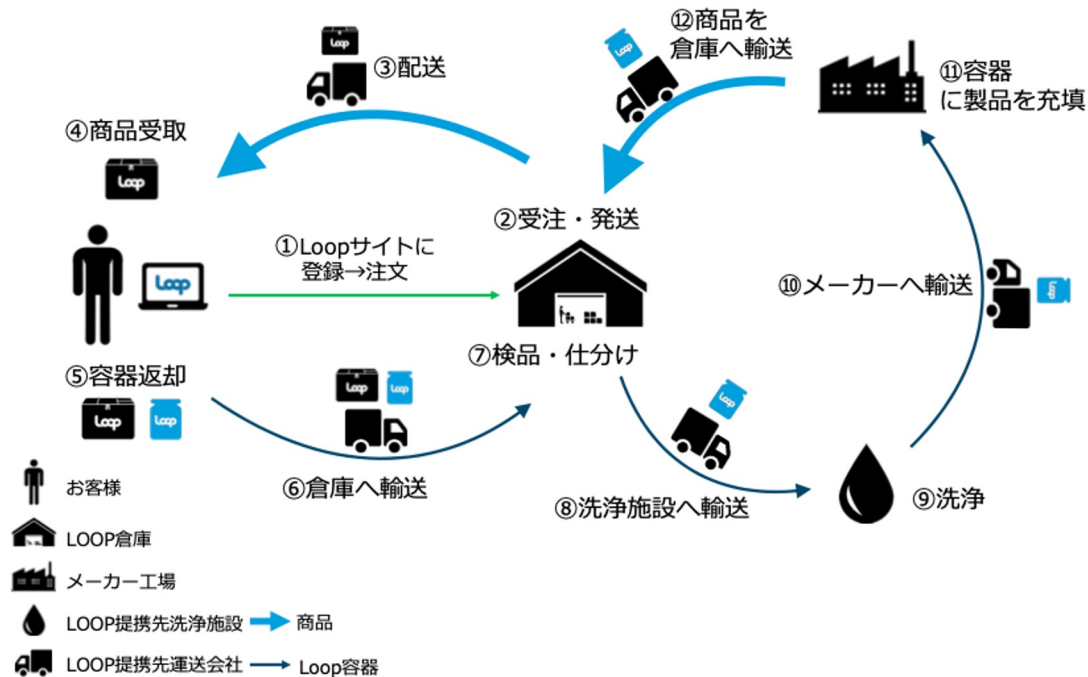 ⑫商品を
倉庫へ輸送
Loop
Loop
③配送
⑪容器
に製品を充填
④商品受取
Loop
②受注・発送
①Loopサイトに
登録→注文
Loop
⑩メーカーへ輸送
Loop
⑦検品・仕分け
⑤容器返却
Loop
Loop
Loop
Loop
Loop
⑥倉庫へ輸送
⑧洗浄施設へ輸送
⑨洗浄
お客様
LOOP倉庫
メーカー工場
LOOP提携先洗浄施設
商品
LOOP提携先運送会社
Loop容器